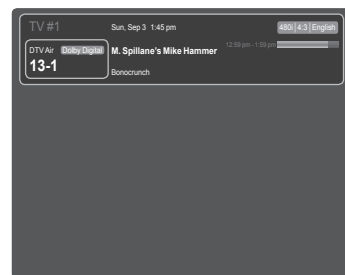 TV #1 Sun, Sep 3 1:45 pm 480i 4:3 English
DTV Air Dolby Digital M. Spillane's Mike Hammer 12:59 pm - 1:59 pm
13-1
Bonocrunch